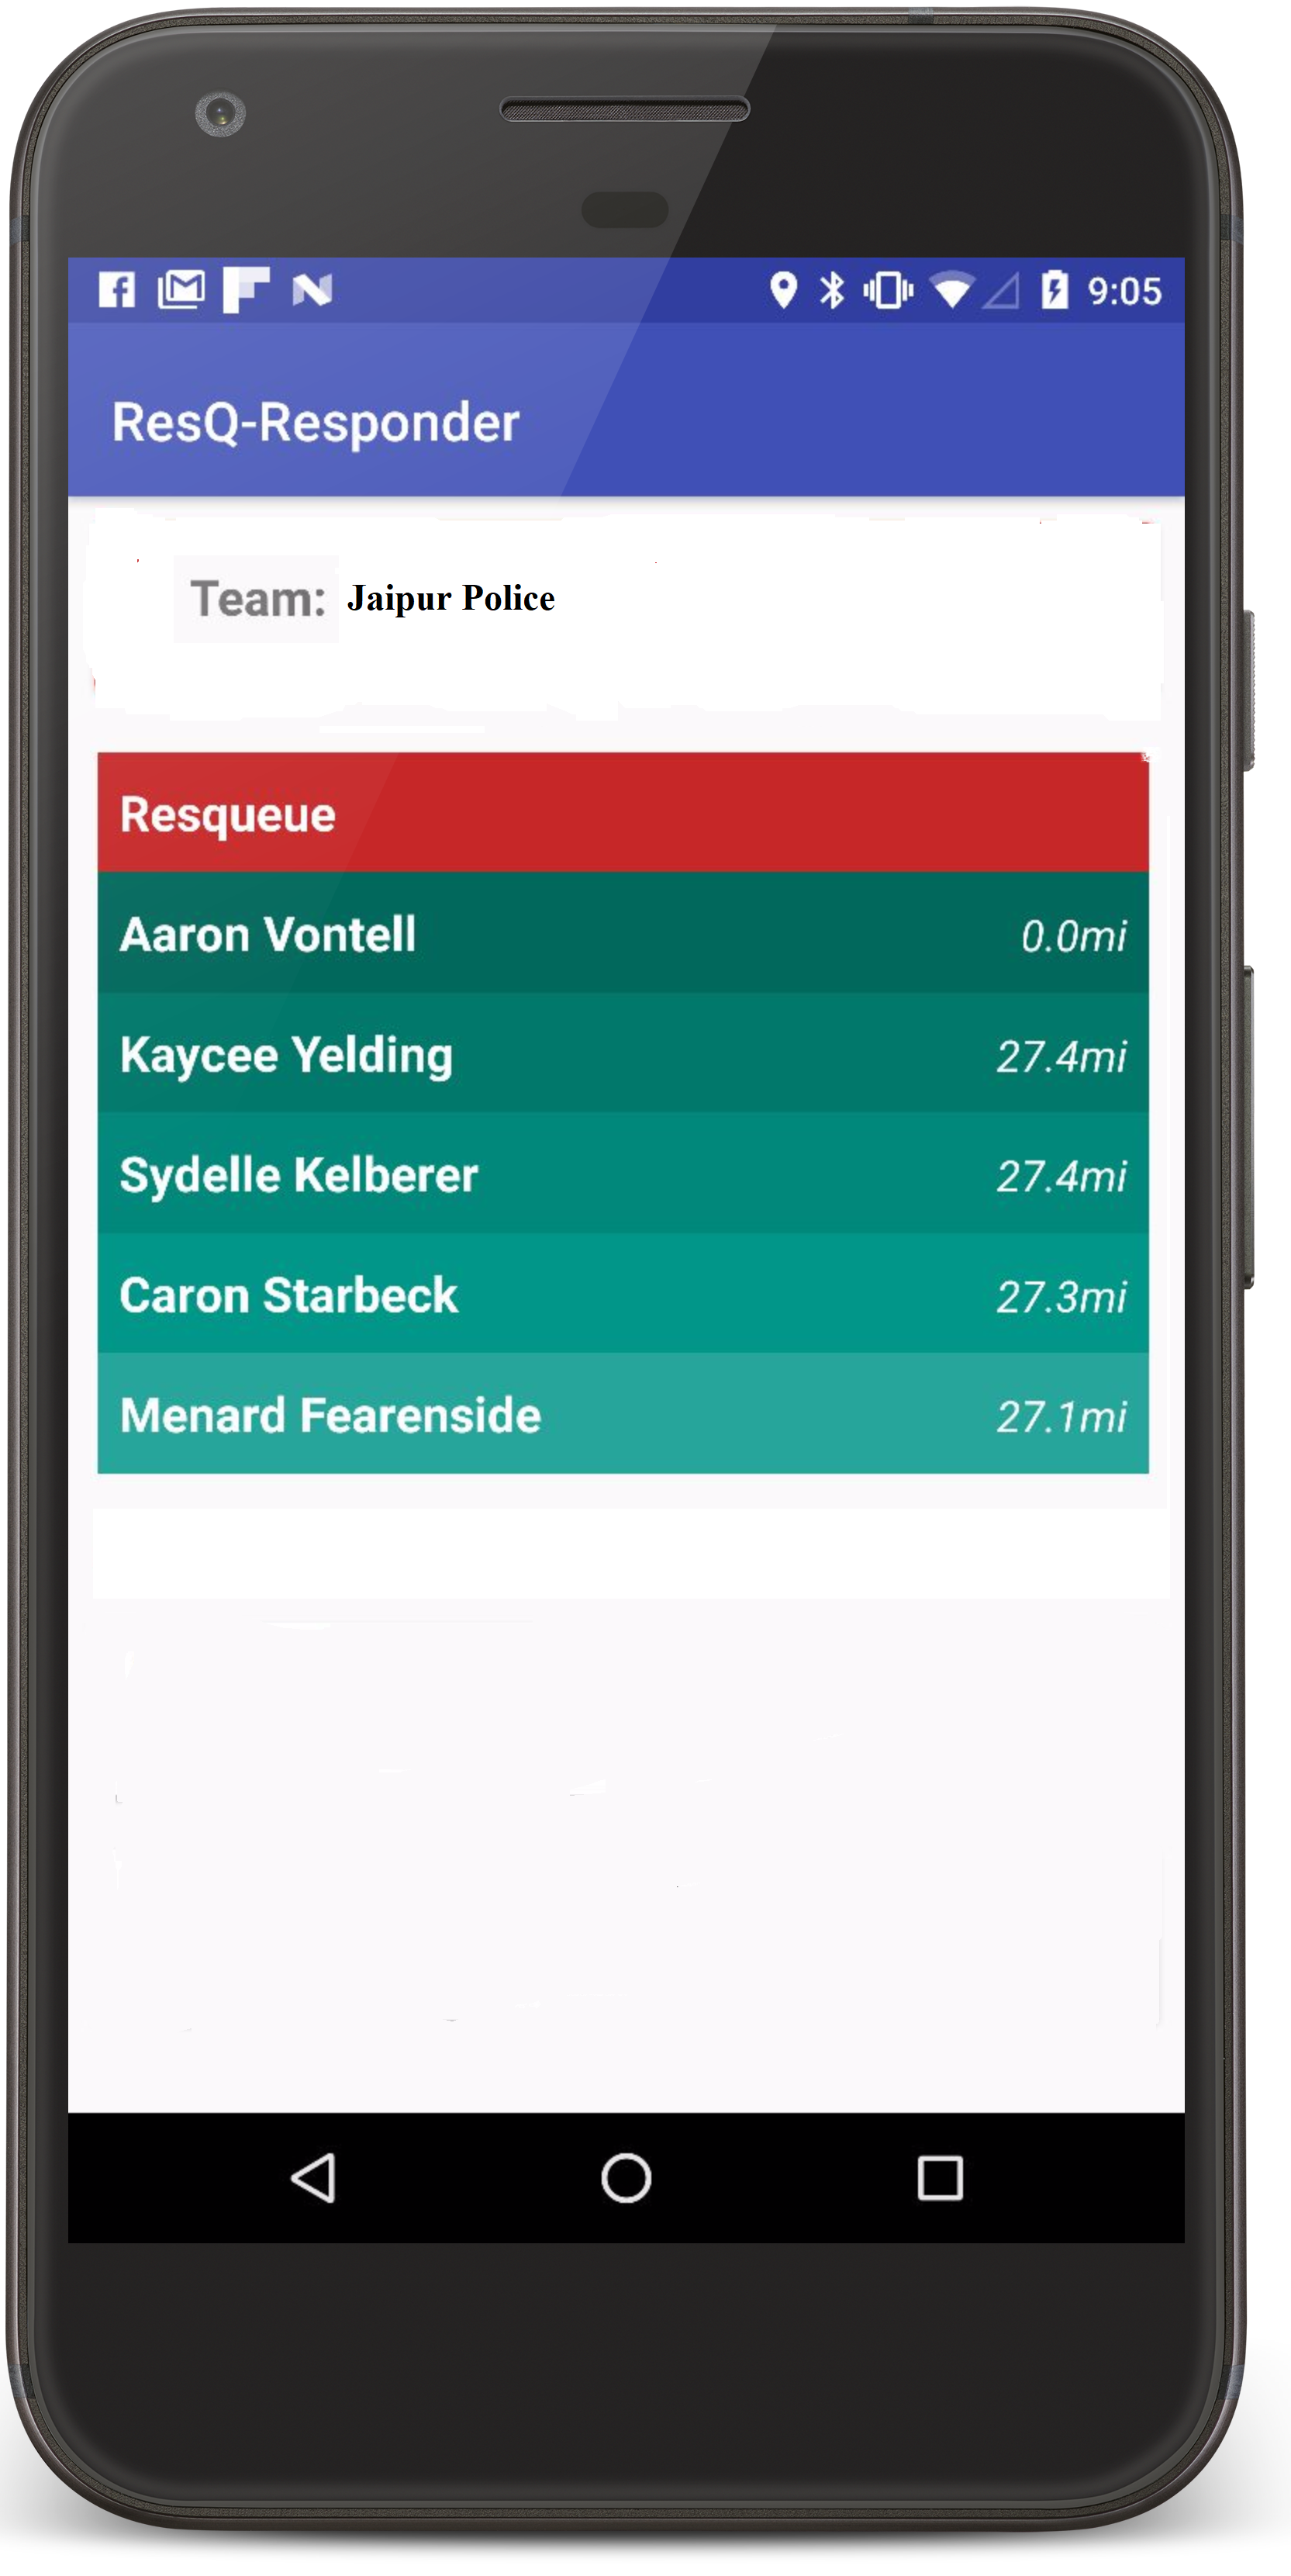 9:05
ResQ-Responder
Team: Jaipur Police
Resqueue
Aaron Vontell 0.0mi
Kaycee Yelding 27.4mi
Sydelle Kelberer 27.4mi
Caron Starbeck 27.3mi
Menard Fearenside 27.1mi